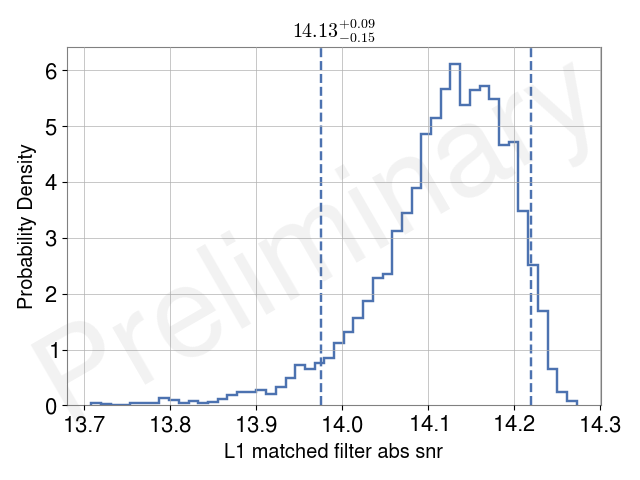 14.13+0.09−0.15
Probability Density
6
5
4
3
2
1
0
13.7 13.8 13.9 14.0 14.1 14.2 14.3
L1 matched filter abs snr
Preliminary